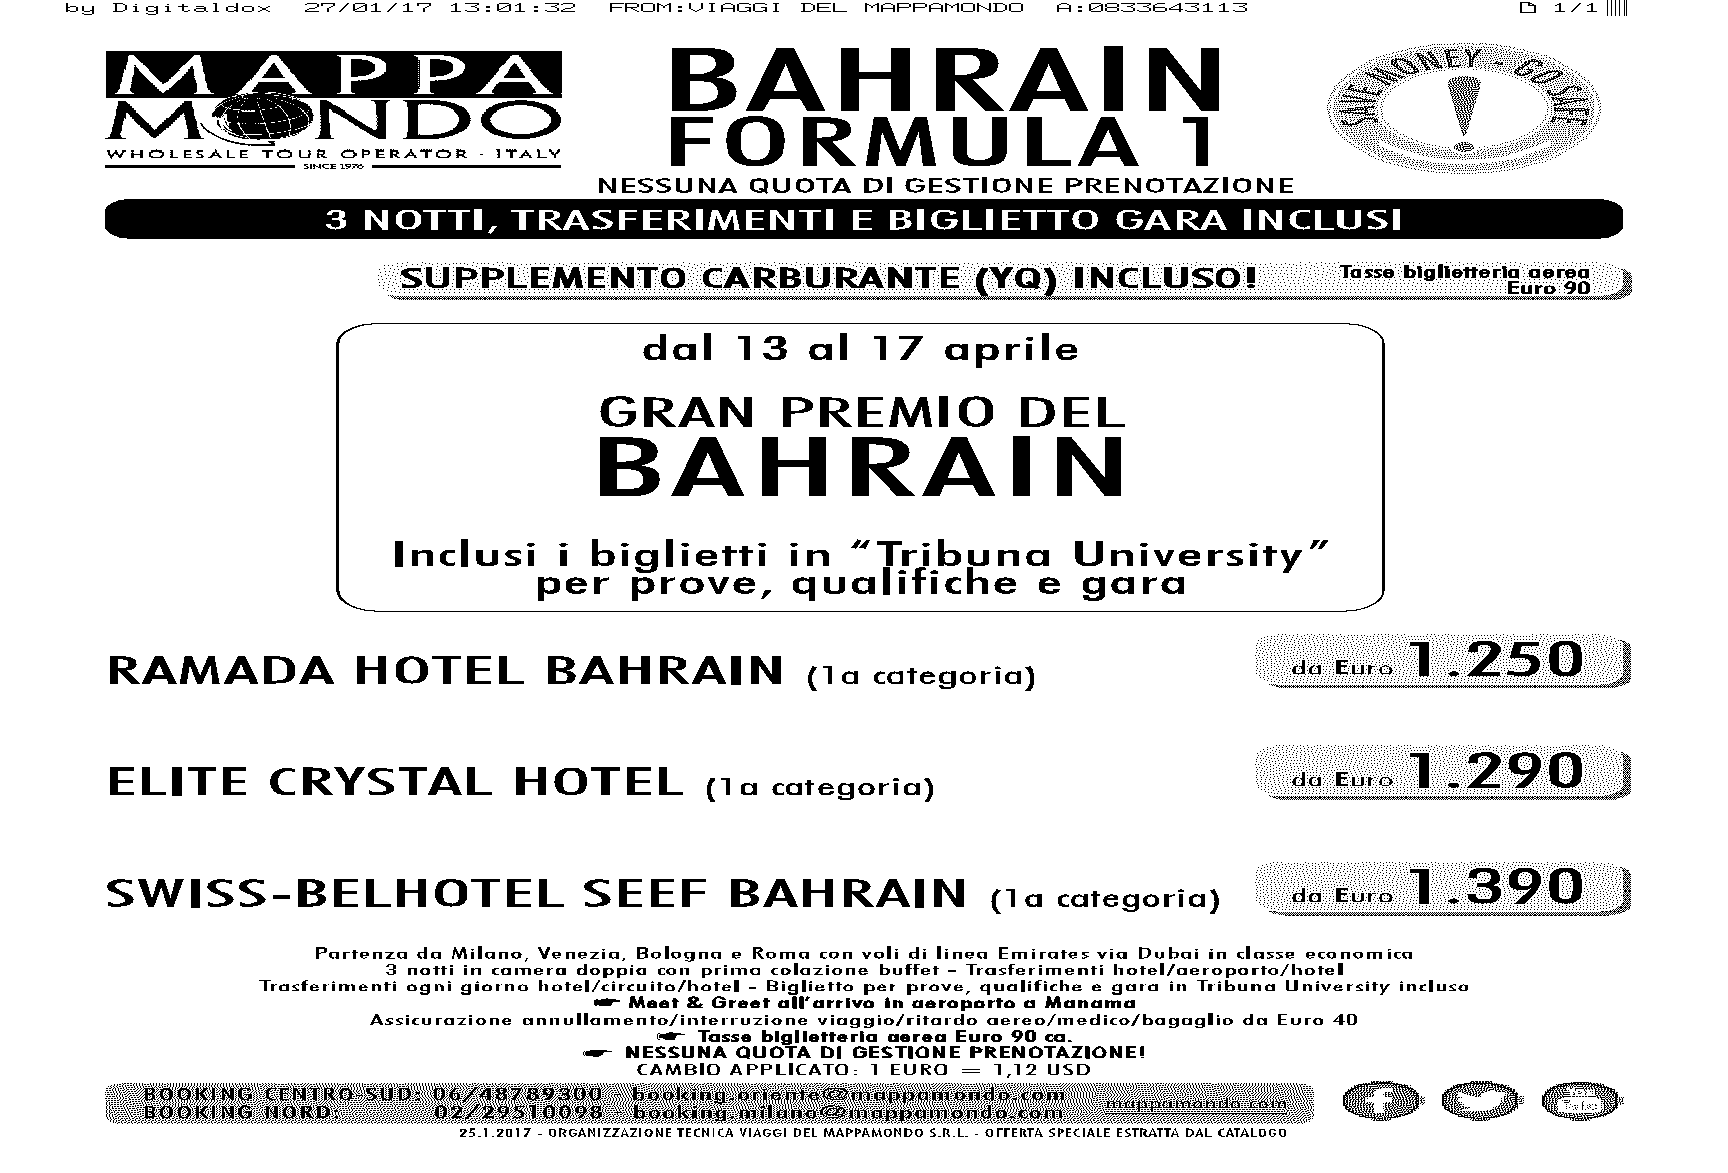 by Digitaldox 27/01/17 13:01:32 FROM:VIAGGI DEL MAPPAMONDO A:0833643113 1/1
MAPPA
MONDO
WHOLESALE TOUR OPERATOR - ITALY
SINCE 1976
BAHRAIN
FORMULA 1
NESSUNA QUOTA DI GESTIONE PRENOTAZIONE
SAVE MONEY - GO SAFE
!
3 NOTTI, TRASFERIMENTI E BIGLIETTO GARA INCLUSI
SUPPLEMENTO CARBURANTE (YQ) INCLUSO!
Tasse biglietteria aerea
Euro 90
dal 13 al 17 aprile
GRAN PREMIO DEL
BAHRAIN
Inclusi i biglietti in “Tribuna University”
per prove, qualifiche e gara
RAMADA HOTEL BAHRAIN (1a categoria) da Euro 1.250
ELITE CRYSTAL HOTEL (1a categoria) da Euro 1.290
SWISS-BELHOTEL SEEF BAHRAIN (1a categoria) da Euro 1.390
Partenza da Milano, Venezia, Bologna e Roma con voli di linea Emirates via Dubai in classe economica
3 notti in camera doppia con prima colazione buffet - Trasferimenti hotel/aeroporto/hotel
Trasferimenti ogni giorno hotel/circuito/hotel - Biglietto per prove, qualifiche e gara in Tribuna University incluso
☛ Meet & Greet all'arrivo in aeroporto a Manama
Assicurazione annullamento/interruzione viaggio/ritardo aereo/medico/bagaglio da Euro 40
☛ Tasse biglietteria aerea Euro 90 ca.
☛ NESSUNA QUOTA DI GESTIONE PRENOTAZIONE!
CAMBIO APPLICATO: 1 EURO = 1,12 USD
BOOKING CENTRO-SUD: 06/48789300 booking.oriente@mappamondo.com
BOOKING NORD: 02/29510098 booking.milano@mappamondo.com
mappamondo.com
25.1.2017 - ORGANIZZAZIONE TECNICA VIAGGI DEL MAPPAMONDO S.R.L. - OFFERTA SPECIALE ESTRATTA DAL CATALOGO